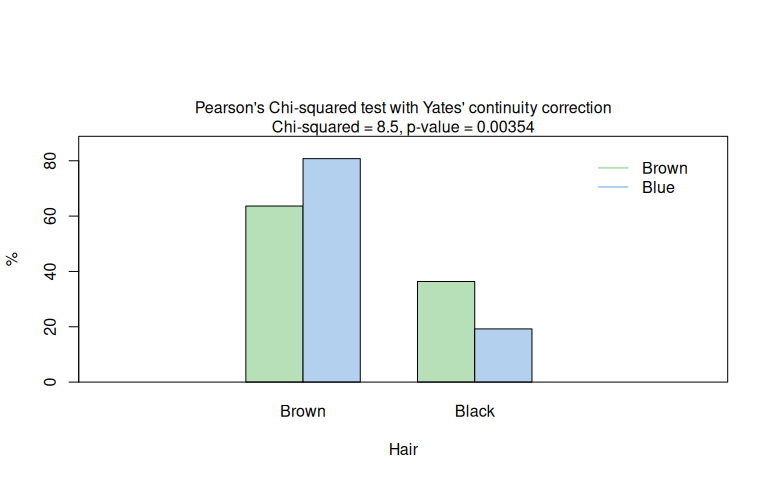 Pearson's Chi-squared test with Yates' continuity correction
Chi-squared = 8.5, p-value = 0.00354
Brown
Blue
80
60
40
20
0
%
Brown Black
Hair